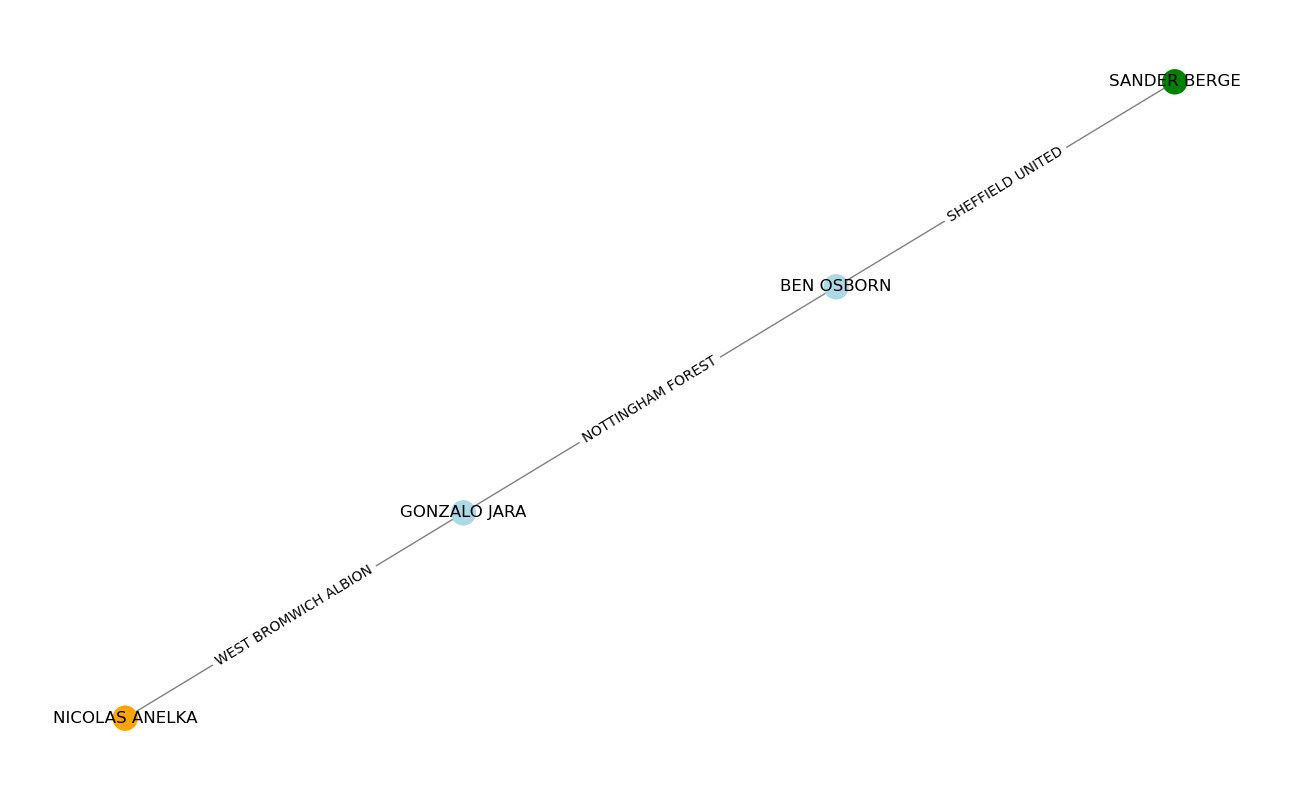 SANDER BERGE
SHEFFIELD UNITED
BEN OSBORN
NOTTINGHAM FOREST
GONZALO JARA
WEST BROMWICH ALBION
NICOLAS ANELKA